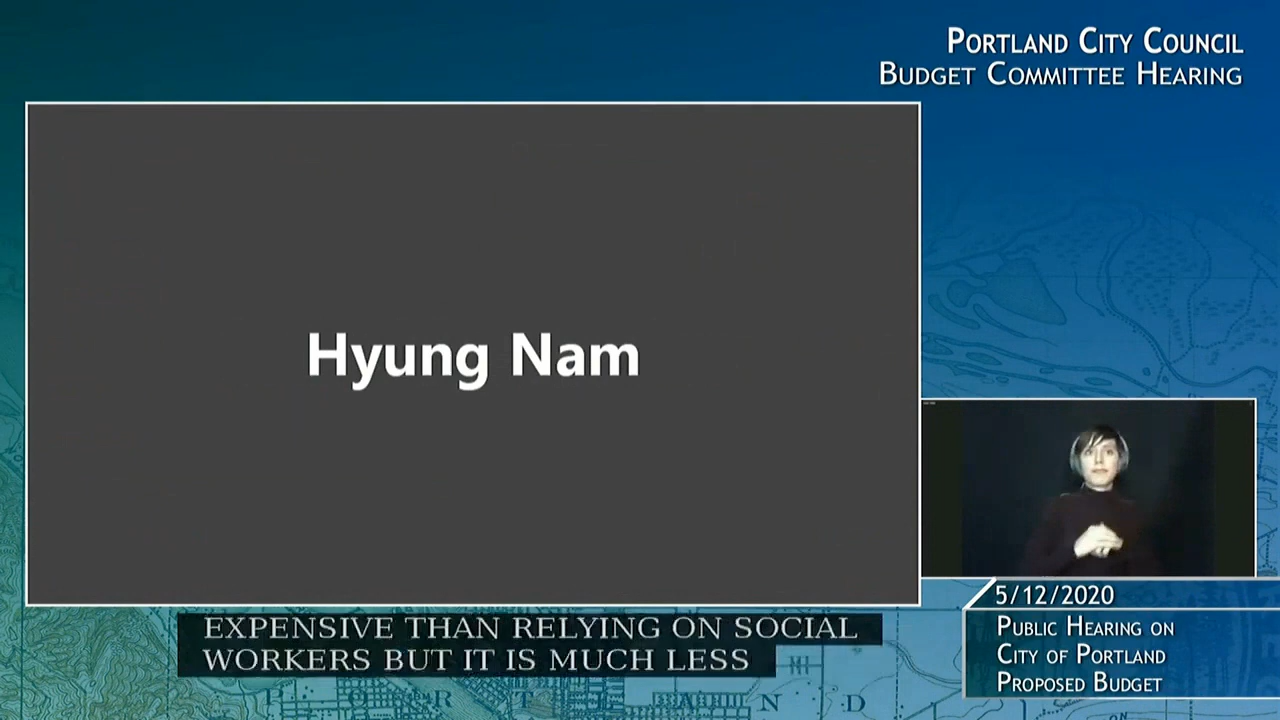 PORTLAND CITY COUNCIL
BUDGET COMMITTEE HEARING
Hyung Nam
5/12/2020
PUBLIC HEARING ON
CITY OF PORTLAND
PROPOSED BUDGET
EXPENSIVE THAN RELYING ON SOCIAL
WORKERS BUT IT IS MUCH LESS
P O R T L A N D